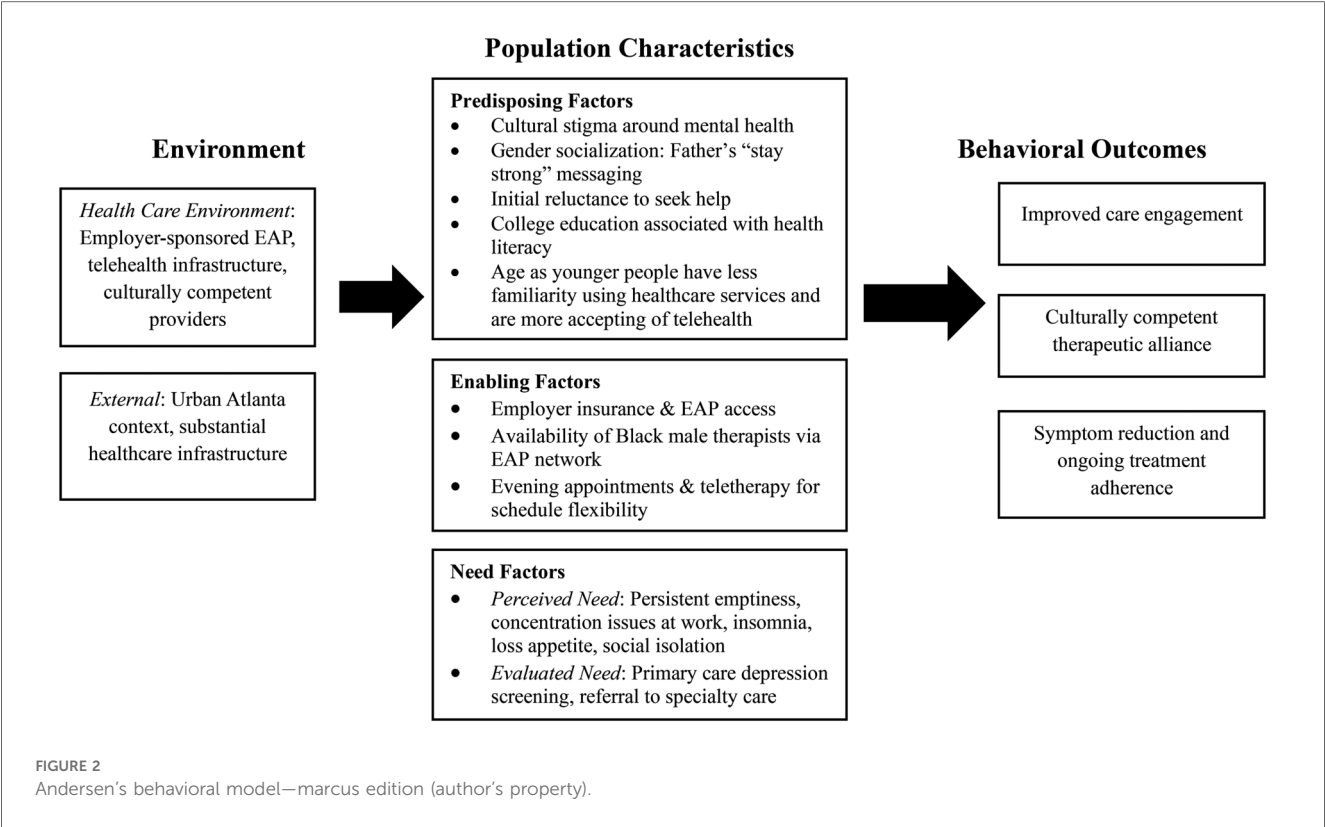 Population Characteristics
Environment
Health Care Environment:
Employer-sponsored EAP,
telehealth infrastructure,
culturally competent
providers
External: Urban Atlanta
context, substantial
healthcare infrastructure
Predisposing Factors
• Cultural stigma around mental health
• Gender socialization: Father’s “stay
strong” messaging
• Initial reluctance to seek help
• College education associated with health
literacy
• Age as younger people have less
familiarity using healthcare services and
are more accepting of telehealth
Enabling Factors
• Employer insurance & EAP access
• Availability of Black male therapists via
EAP network
• Evening appointments & teletherapy for
schedule flexibility
Need Factors
• Perceived Need: Persistent emptiness,
concentration issues at work, insomnia,
loss appetite, social isolation
• Evaluated Need: Primary care depression
screening, referral to specialty care
Behavioral Outcomes
Improved care engagement
Culturally competent
therapeutic alliance
Symptom reduction and
ongoing treatment
adherence
FIGURE 2
Andersen’s behavioral model—marcus edition (author’s property).